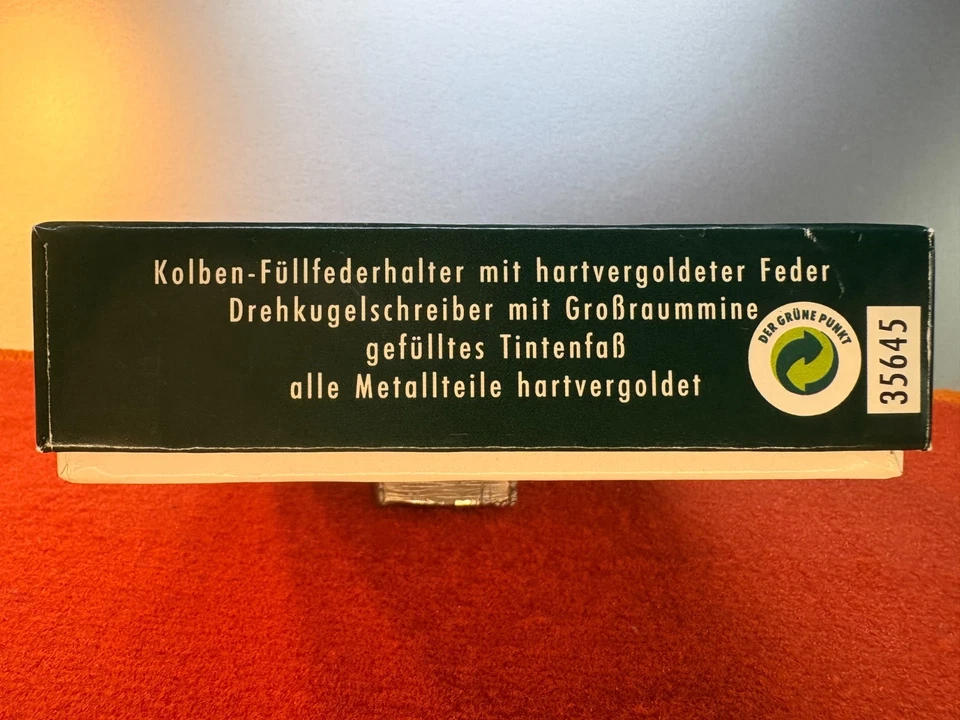 Kolben-Füllfederhalter mit hartvergoldeter Feder
Drehkugelschreiber mit Großraummine
gefülltes Tintenfaß
alle Metallteile hartvergoldet
DER GRÜNE PUNKT
35645